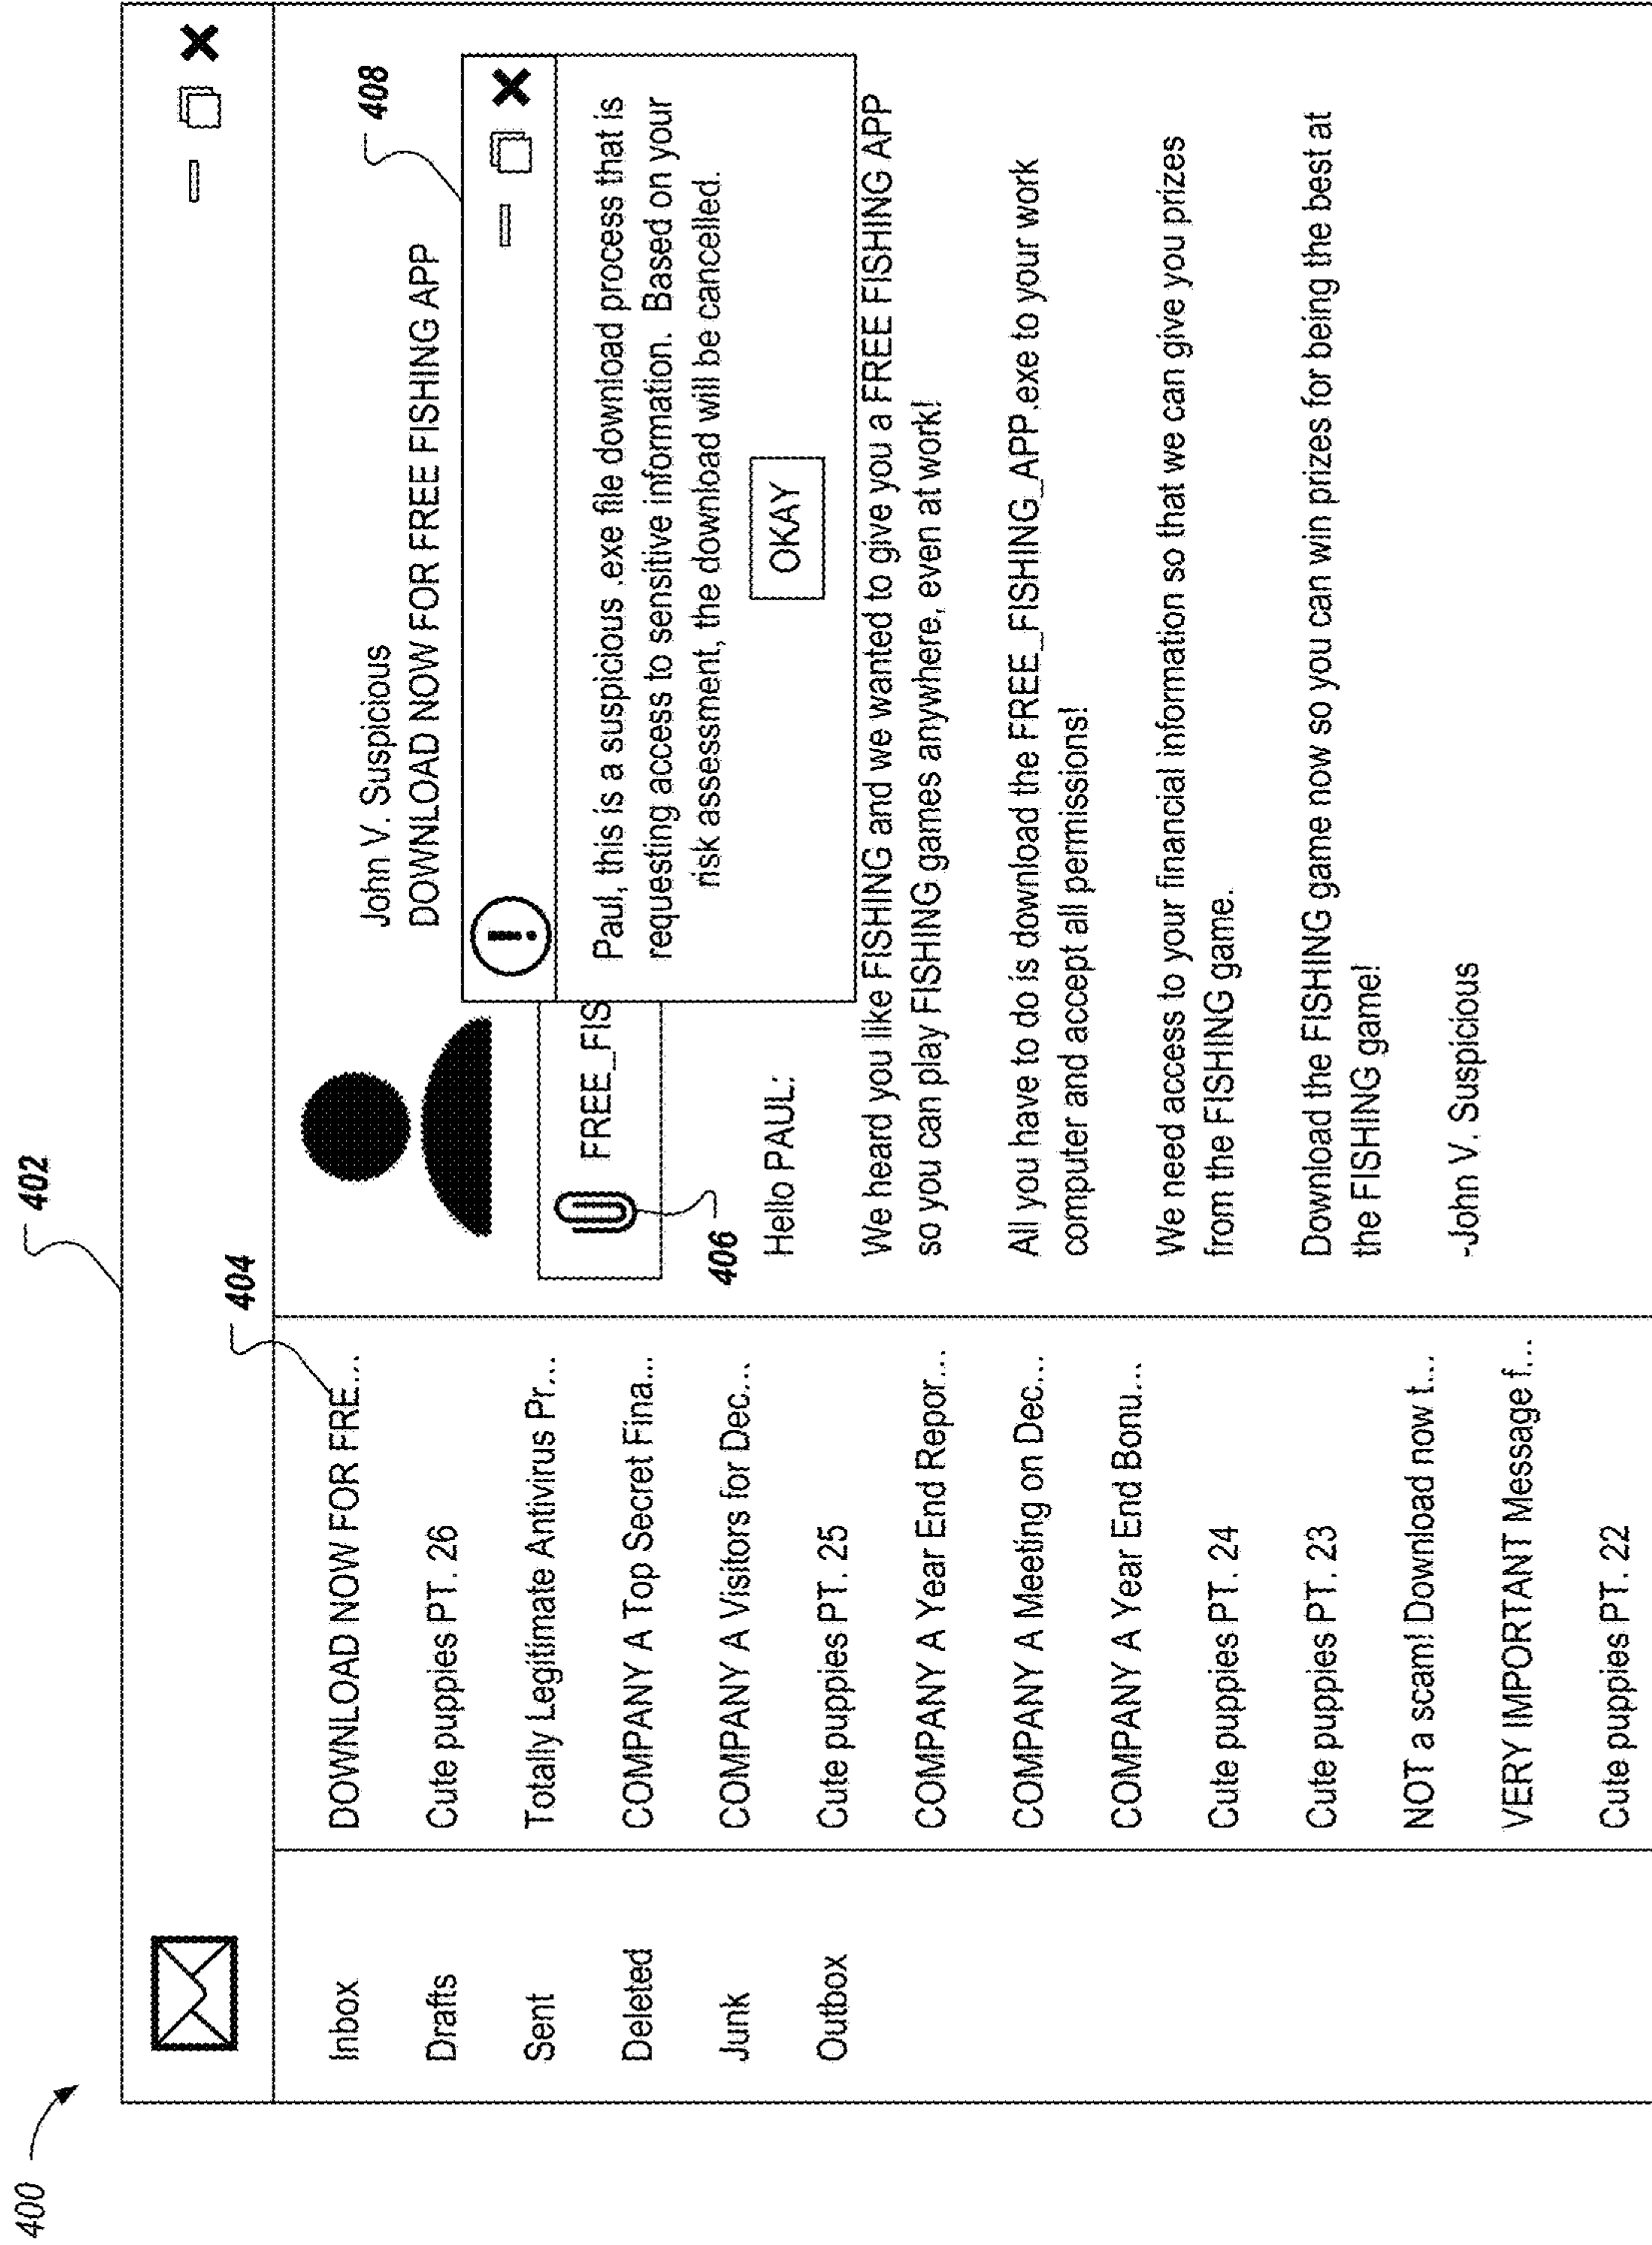 400
402
Inbox
Drafts
Sent
Deleted
Junk
Outbox
404
DOWNLOAD NOW FOR FRE...
Cute puppies PT. 26
Totally Legitimate Antivirus Pr...
COMPANY A Top Secret Fina...
COMPANY A Visitors for Dec...
Cute puppies PT. 25
COMPANY A Year End Repor...
COMPANY A Meeting on Dec...
COMPANY A Year End Bonu...
Cute puppies PT. 24
Cute puppies PT. 23
NOT a scam! Download now t...
VERY IMPORTANT Message f...
Cute puppies PT. 22
John V. Suspicious
DOWNLOAD NOW FOR FREE FISHING APP
408
FREE_FIS
406
Paul, this is a suspicious .exe file download process that is
requesting access to sensitive information. Based on your
risk assessment, the download will be cancelled.
OKAY
Hello PAUL:
We heard you like FISHING and we wanted to give you a FREE FISHING APP
so you can play FISHING games anywhere, even at work!
All you have to do is download the FREE_FISHING_APP.exe to your work
computer and accept all permissions!
We need access to your financial information so that we can give you prizes
from the FISHING game.
Download the FISHING game now so you can win prizes for being the best at
the FISHING game!
-John V. Suspicious